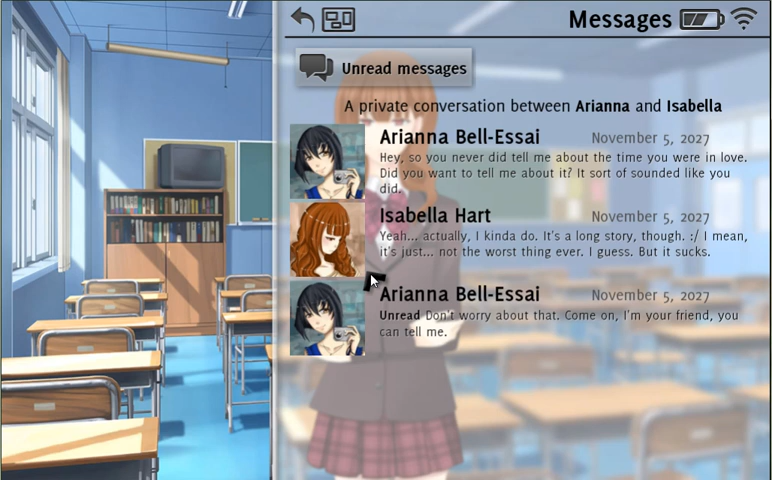 Messages
Unread messages
A private conversation between Arianna and Isabella
Arianna Bell-Essai November 5, 2027
Hey, so you never did tell me about the time you were in love.
Did you want to tell me about it? It sort of sounded like you
did.
Isabella Hart November 5, 2027
Yeah... actually, I kinda do. It's a long story, though. :/ I mean,
it's just... not the worst thing ever. I guess. But it sucks.
Arianna Bell-Essai November 5, 2027
Unread Don't worry about that. Come on, I'm your friend, you
can tell me.